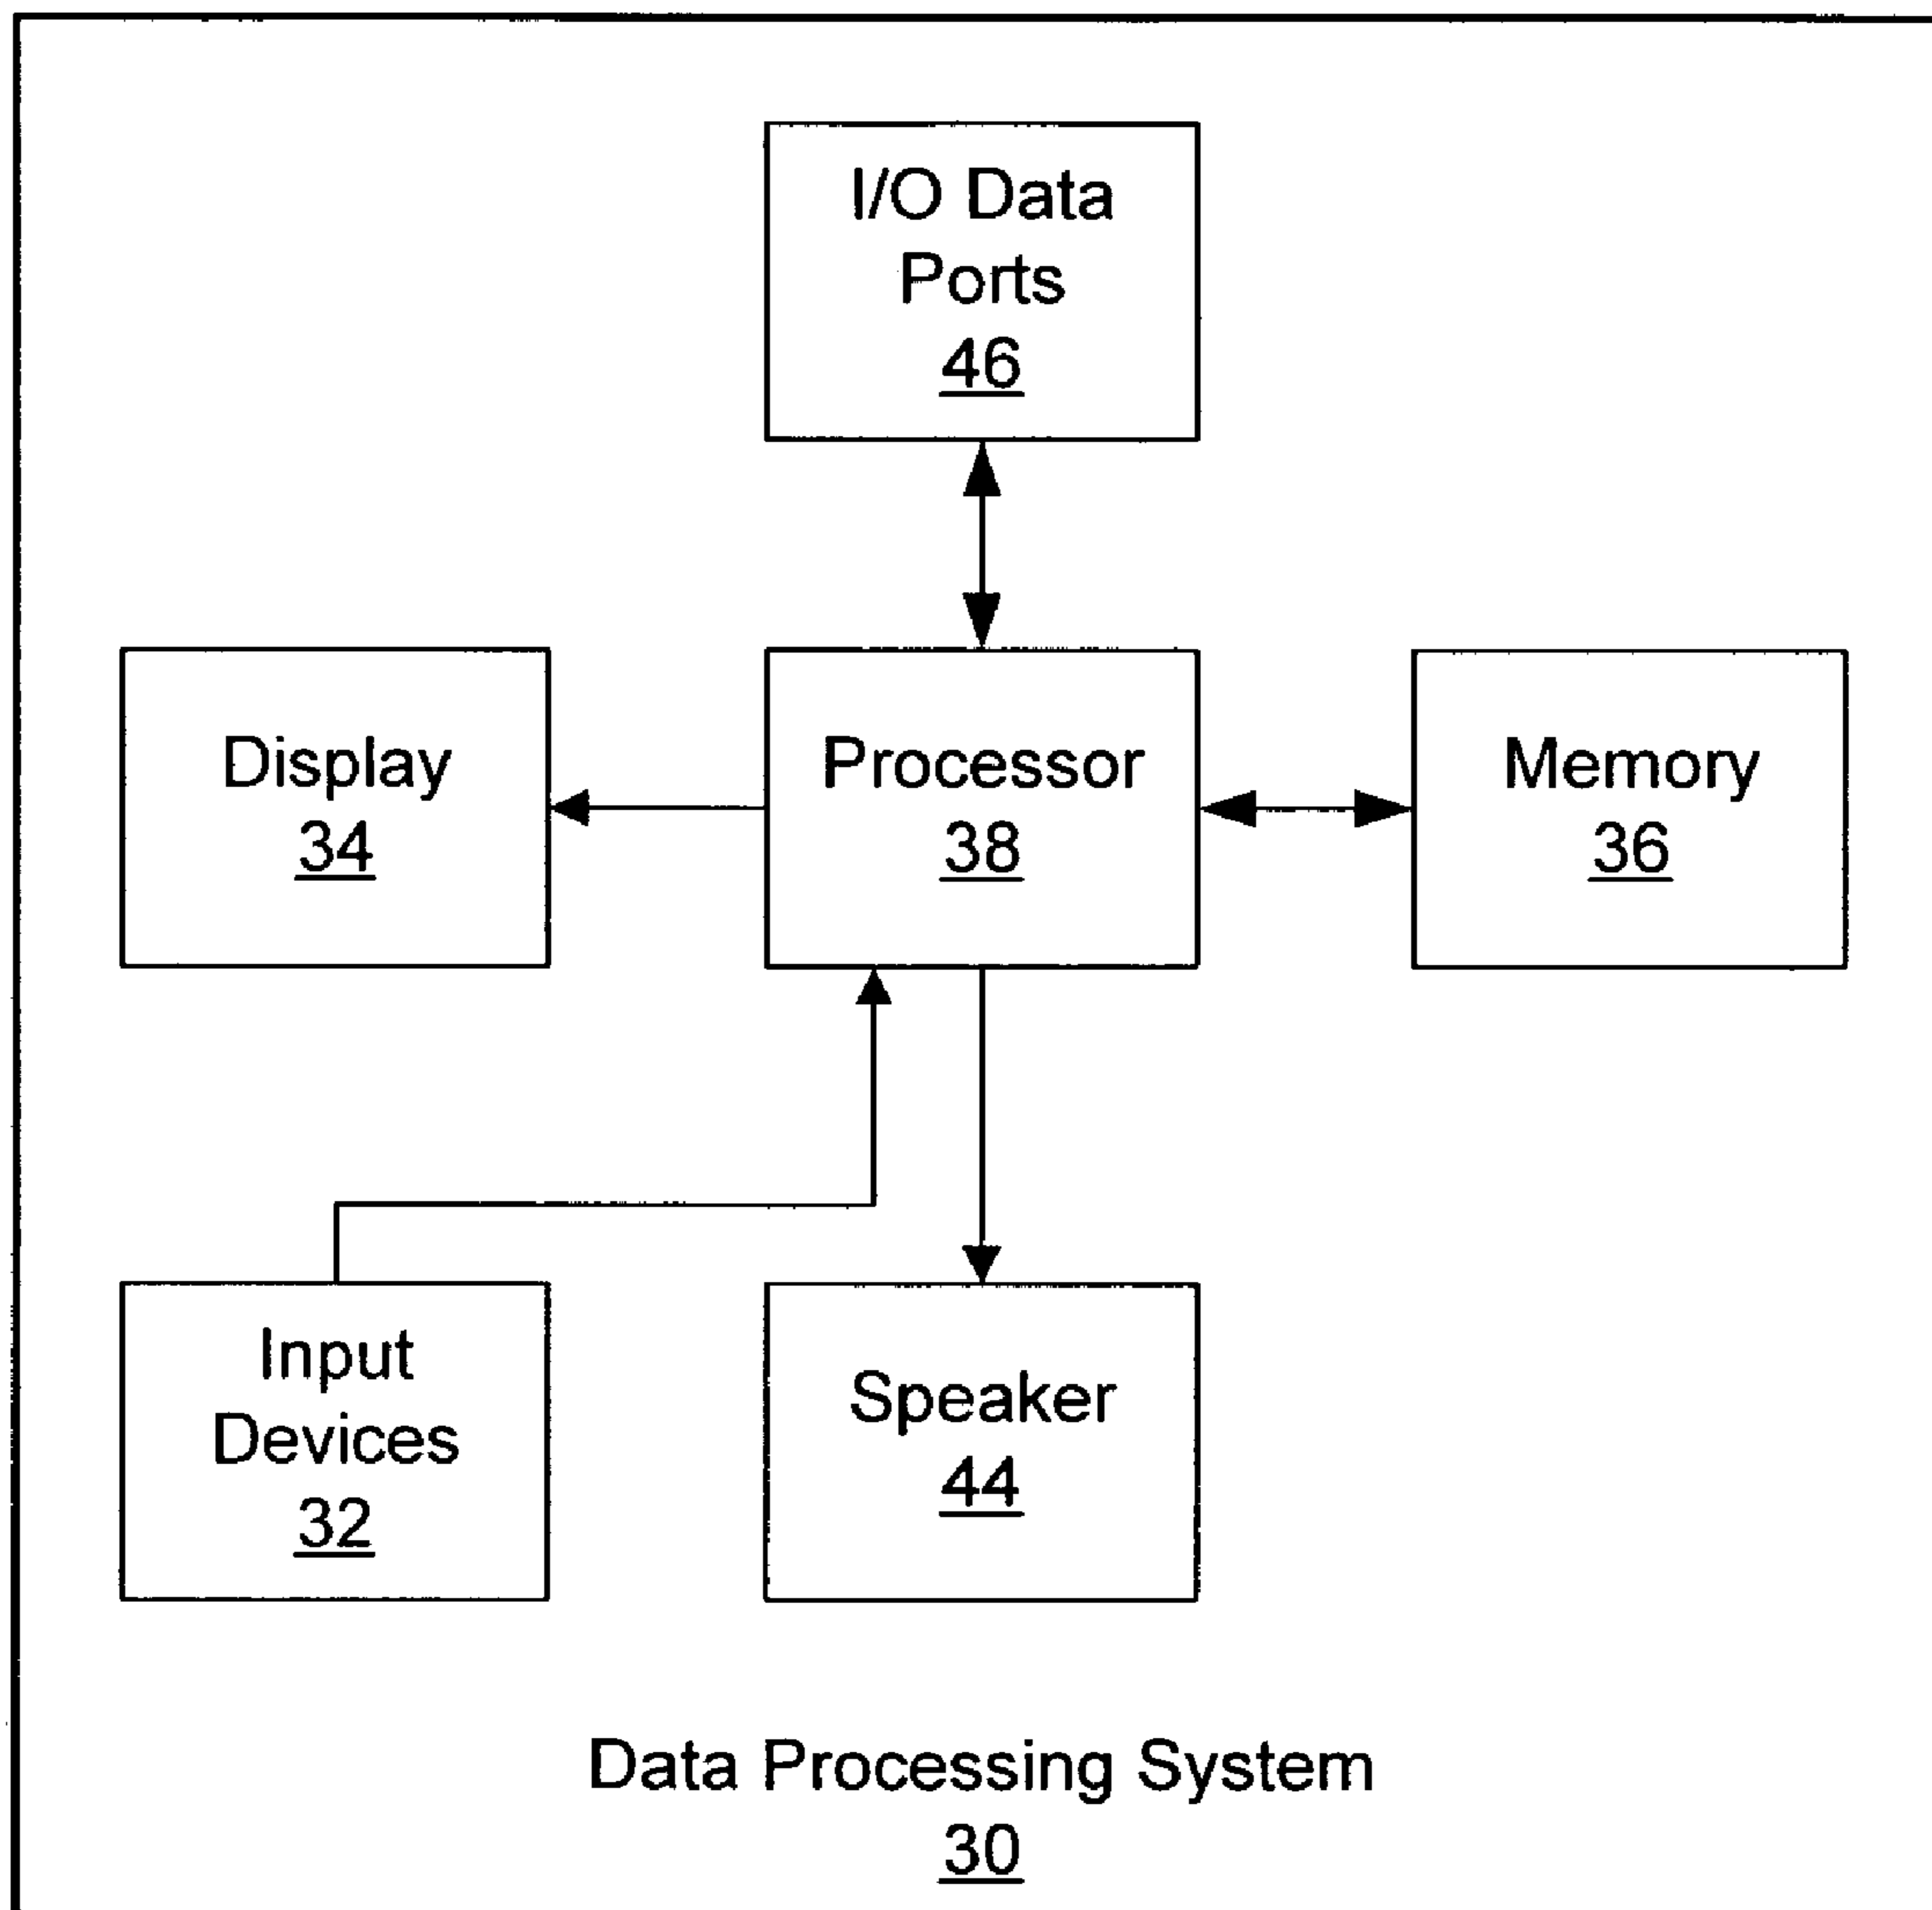 I/O Data
Ports
46
Display
34
Processor
38
Memory
36
Input
Devices
32
Speaker
44
Data Processing System
30